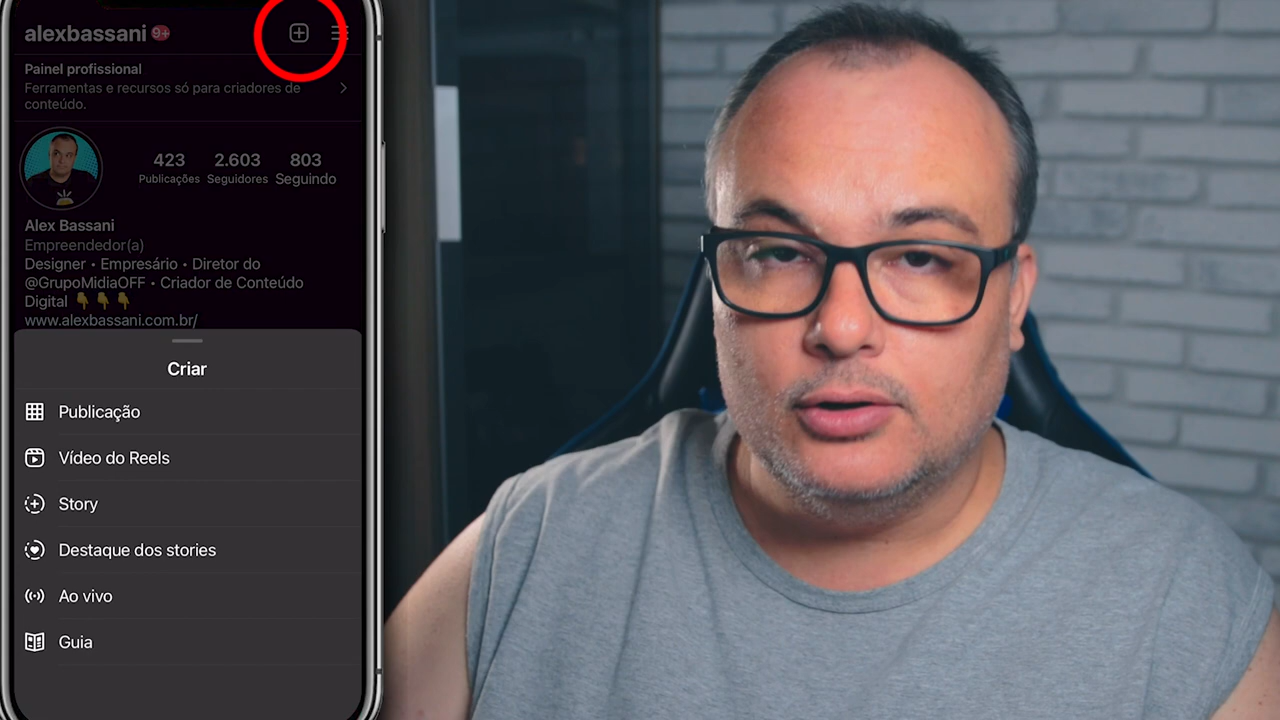 alexbassani 9+
Painel profissional
Ferramentas e recursos só para criadores de
conteúdo.
423 2.603 803
Publicações Seguidores Seguindo
Alex Bassani
Empreendedor(a)
Designer • Empresário • Diretor do
@GrupoMidiaOFF • Criador de Conteúdo
Digital 👇👇👇
www.alexbassani.com.br/
Criar
Publicação
Vídeo do Reels
Story
Destaque dos stories
Ao vivo
Guia